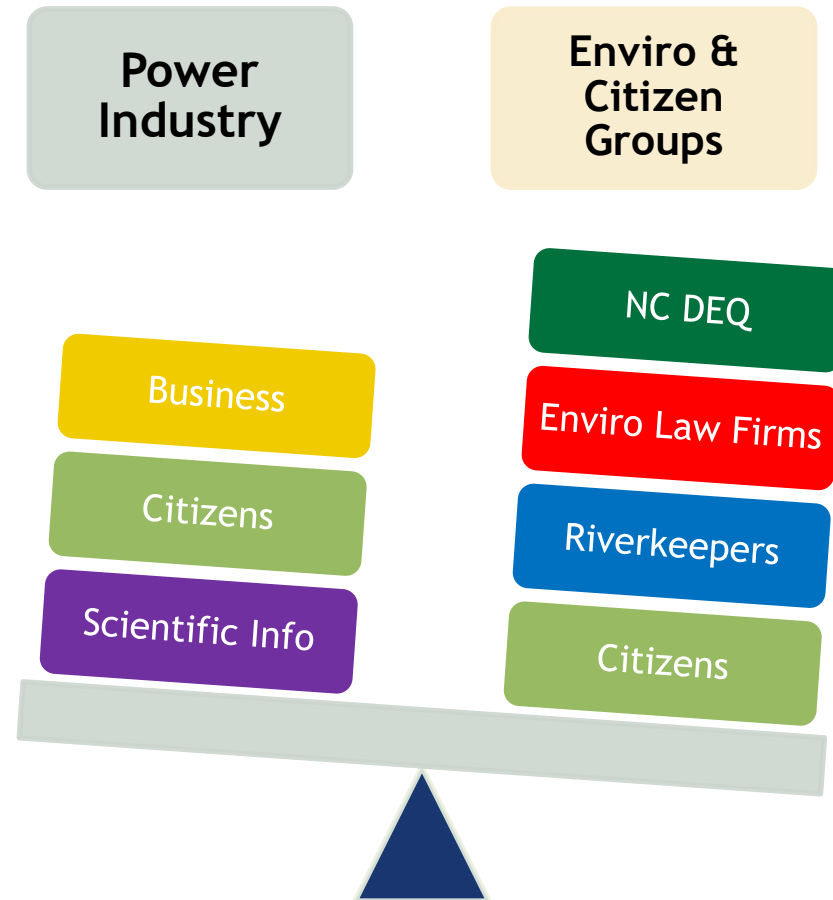 Power
Industry
Enviro &
Citizen
Groups
Business
Citizens
Scientific Info
NC DEQ
Enviro Law Firms
Riverkeepers
Citizens